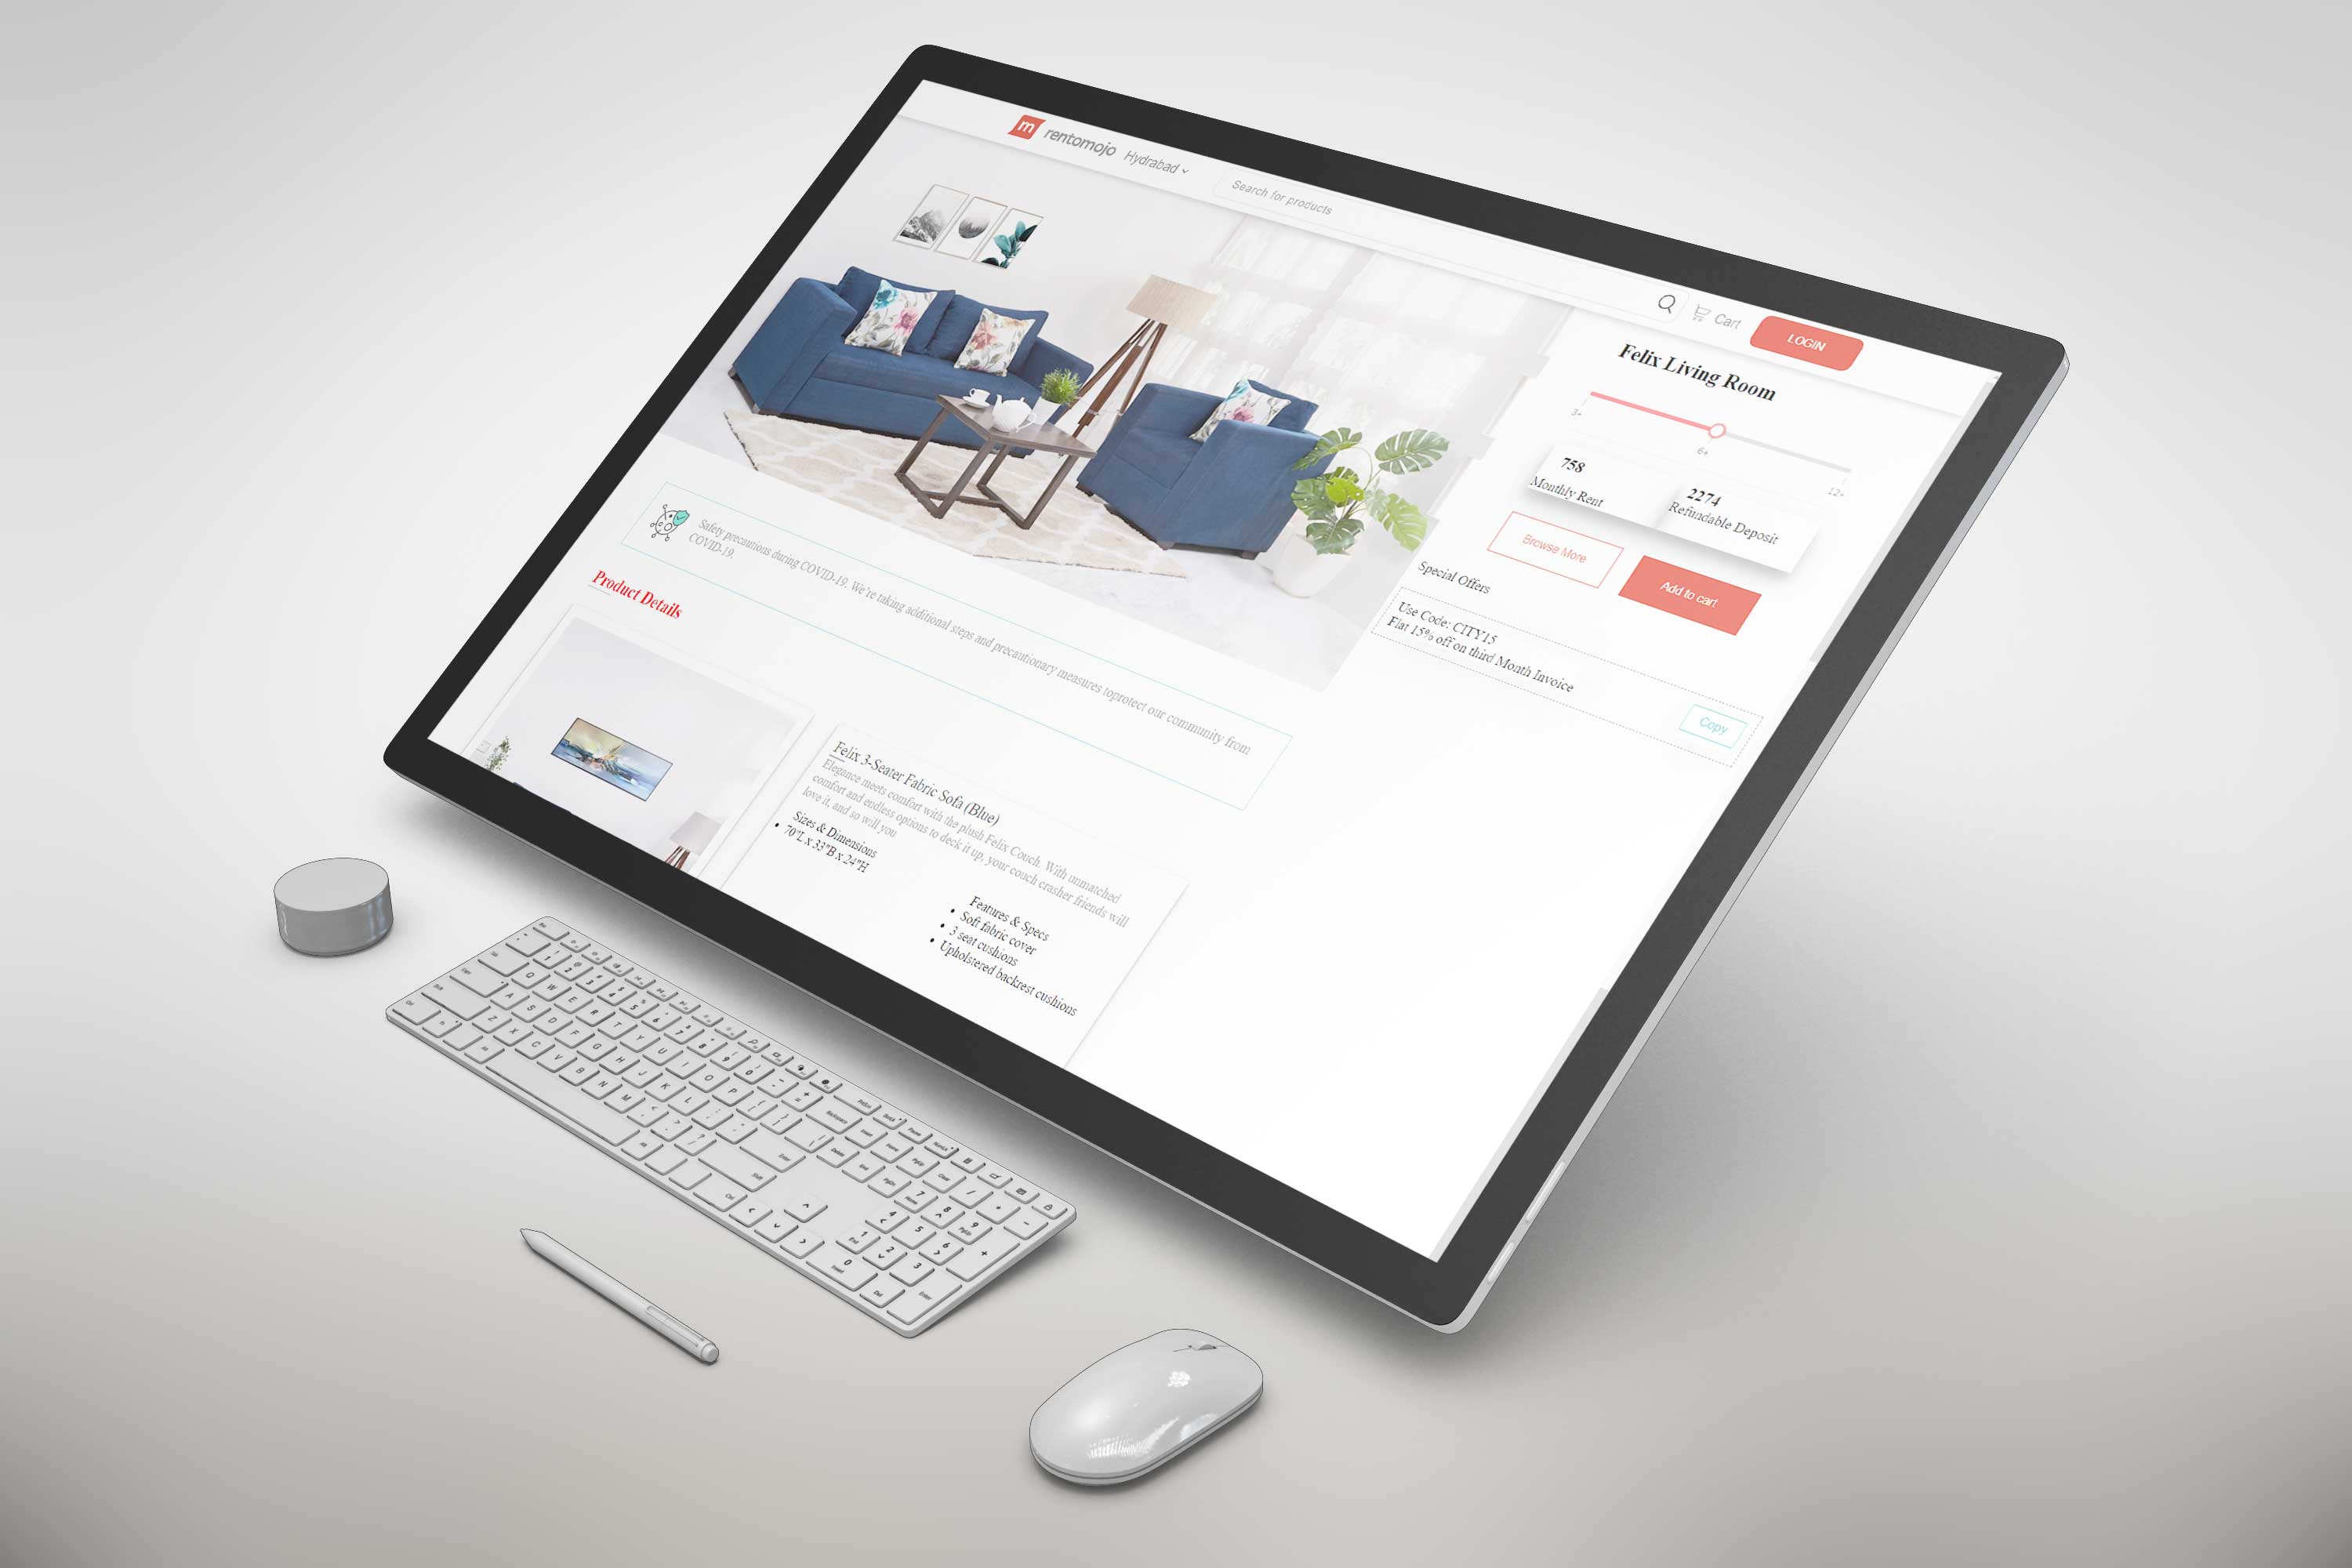 m rentomojo Hydrabad
Search for products
Cart
LOGIN
Felix Living Room
3+
6+
12+
758
Monthly Rent
2274
Refundable Deposit
Browse More
Add to cart
Special Offers
Use Code: CITY15
Flat 15% off on third Month Invoice
Copy
Safety precautions during COVID-19. We're taking additional steps and precautionary measures toprotect our community from
COVID-19.
Product Details
Felix 3-Seater Fabric Sofa (Blue)
Elegance meets comfort with the plush Felix Couch. With unmatched
comfort and endless options to deck it up, your couch crasher friends will
love it, and so will you
Sizes & Dimensions
70"L x 33"B x 24"H
Features & Specs
Soft fabric cover
3 seat cushions
Upholstered backrest cushions
Q W E R T Y U I O P
A S D F G H J K L
Z X C V B N M